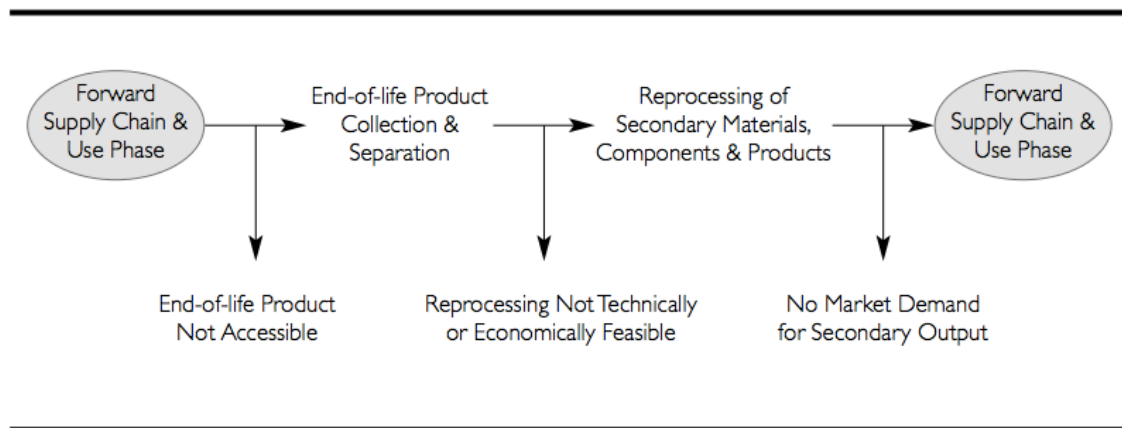 Forward
Supply Chain &
Use Phase
End-of-life Product
Collection &
Separation
Reprocessing of
Secondary Materials,
Components & Products
Forward
Supply Chain &
Use Phase
End-of-life Product
Not Accessible
Reprocessing Not Technically
or Economically Feasible
No Market Demand
for Secondary Output